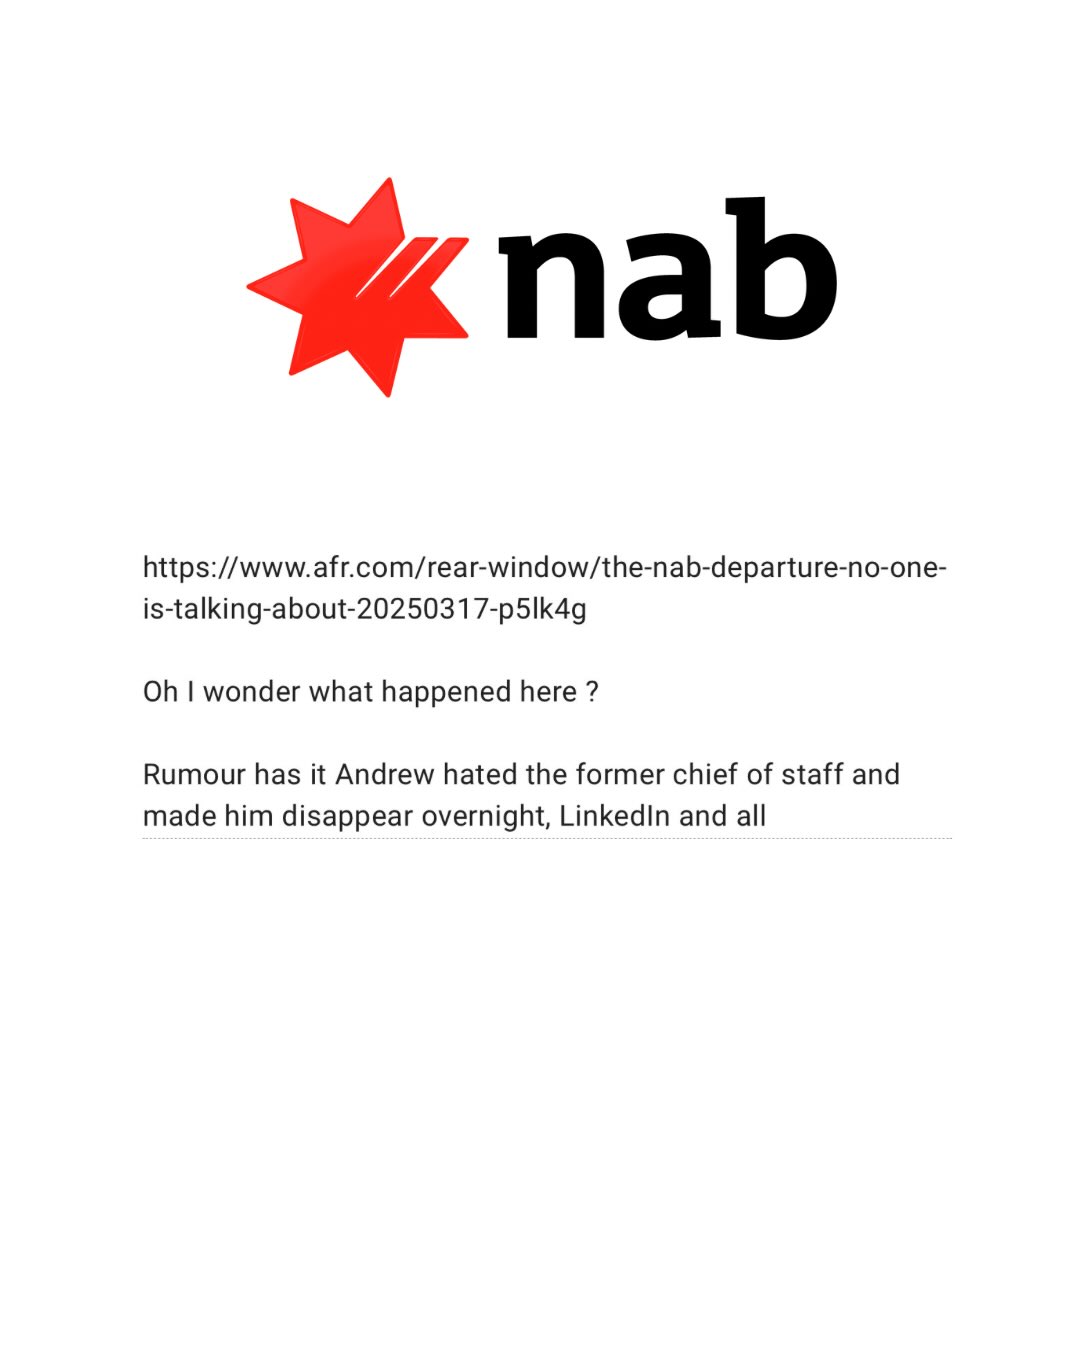 nab
https://www.afr.com/rear-window/the-nab-departure-no-one-
is-talking-about-20250317-p5lk4g
Oh I wonder what happened here ?
Rumour has it Andrew hated the former chief of staff and
made him disappear overnight, LinkedIn and all